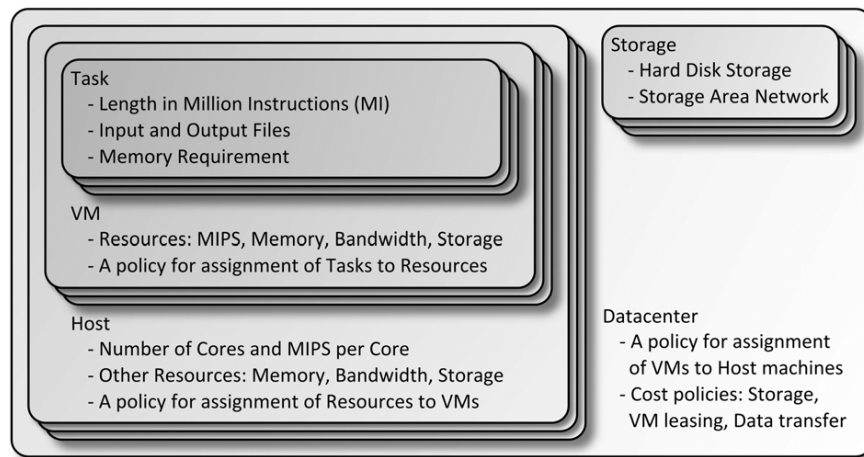 Task
- Length in Million Instructions (MI)
- Input and Output Files
- Memory Requirement
VM
- Resources: MIPS, Memory, Bandwidth, Storage
- A policy for assignment of Tasks to Resources
Host
- Number of Cores and MIPS per Core
- Other Resources: Memory, Bandwidth, Storage
- A policy for assignment of Resources to VMs
Storage
- Hard Disk Storage
- Storage Area Network
Datacenter
- A policy for assignment
of VMs to Host machines
- Cost policies: Storage,
VM leasing, Data transfer